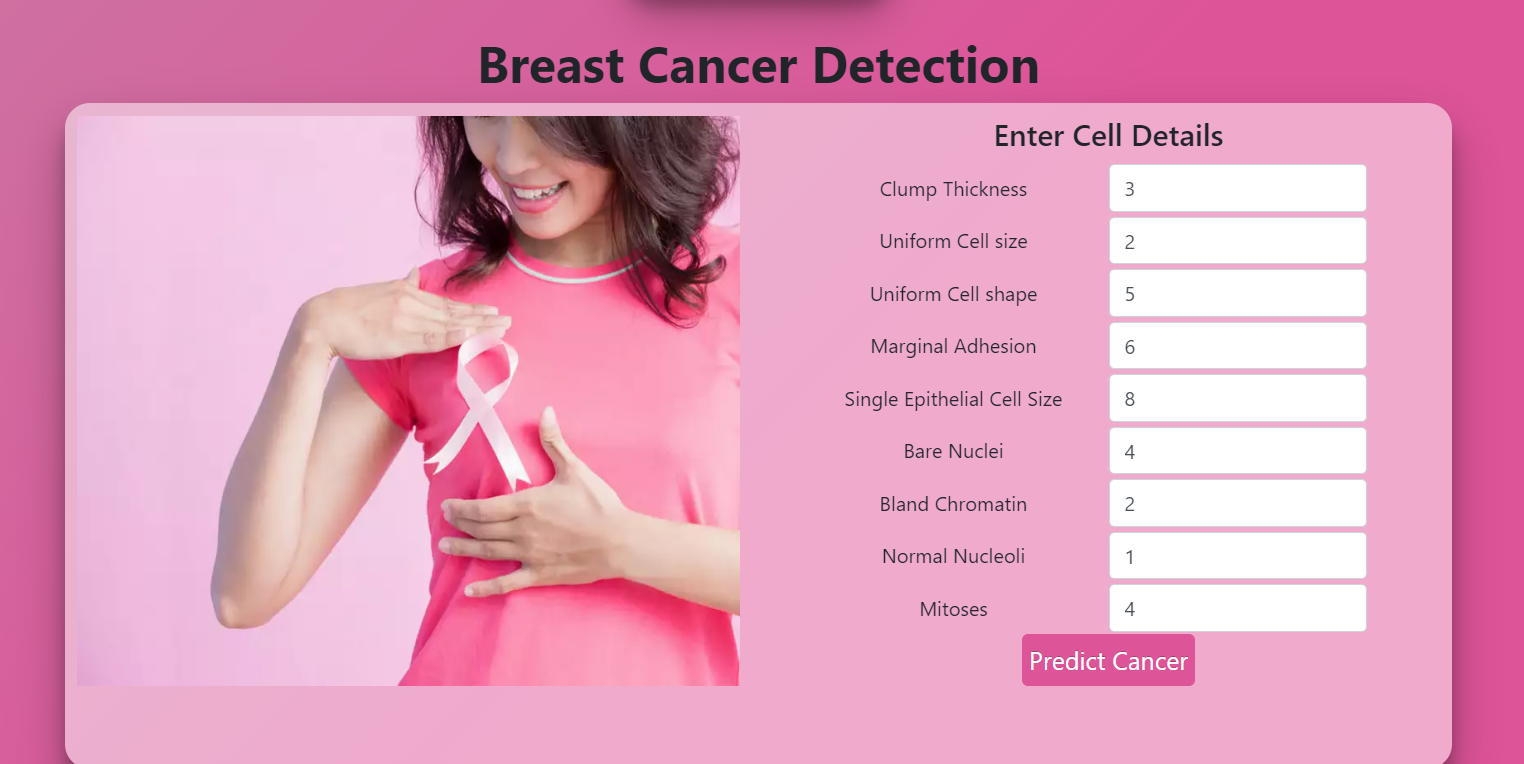 Breast Cancer Detection
Enter Cell Details
Clump Thickness 3
Uniform Cell size 2
Uniform Cell shape 5
Marginal Adhesion 6
Single Epithelial Cell Size 8
Bare Nuclei 4
Bland Chromatin 2
Normal Nucleoli 1
Mitoses 4
Predict Cancer